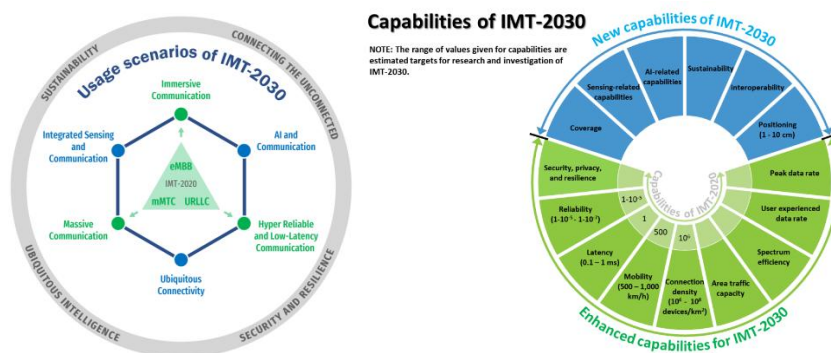 SUSTAINABILITY
CONNECTING THE UNCONNECTED
UBIQUITOUS INTELLIGENCE
SECURITY AND RESILIENCE
Usage scenarios of IMT-2030
Immersive
Communication
Integrated Sensing
and
Communication
AI and
Communication
eMBB
IMT-2020
mMTC URLLC
Massive
Communication
Hyper Reliable
and Low-Latency
Communication
Ubiquitous
Connectivity
Capabilities of IMT-2030
NOTE: The range of values given for capabilities are
estimated targets for research and investigation
of IMT-2030.
New capabilities of IMT-2030
Coverage
Sensing-related
capabilities
AI-related
capabilities
Sustainability
Interoperability
Positioning
(1 - 10 cm)
Security, privacy,
and resilience
Reliability
(1-10⁻⁵ - 1-10⁻⁷)
Latency
(0.1 – 1 ms)
Mobility
(500 – 1,000
km/h)
Connection
density
(10⁶ - 10⁸
devices/km²)
Area traffic
capacity
Spectrum
efficiency
User experienced
data rate
Peak data rate
Capabilities of IMT-2020
1-10⁻⁵
1
500
10⁶
Enhanced capabilities for IMT-2030